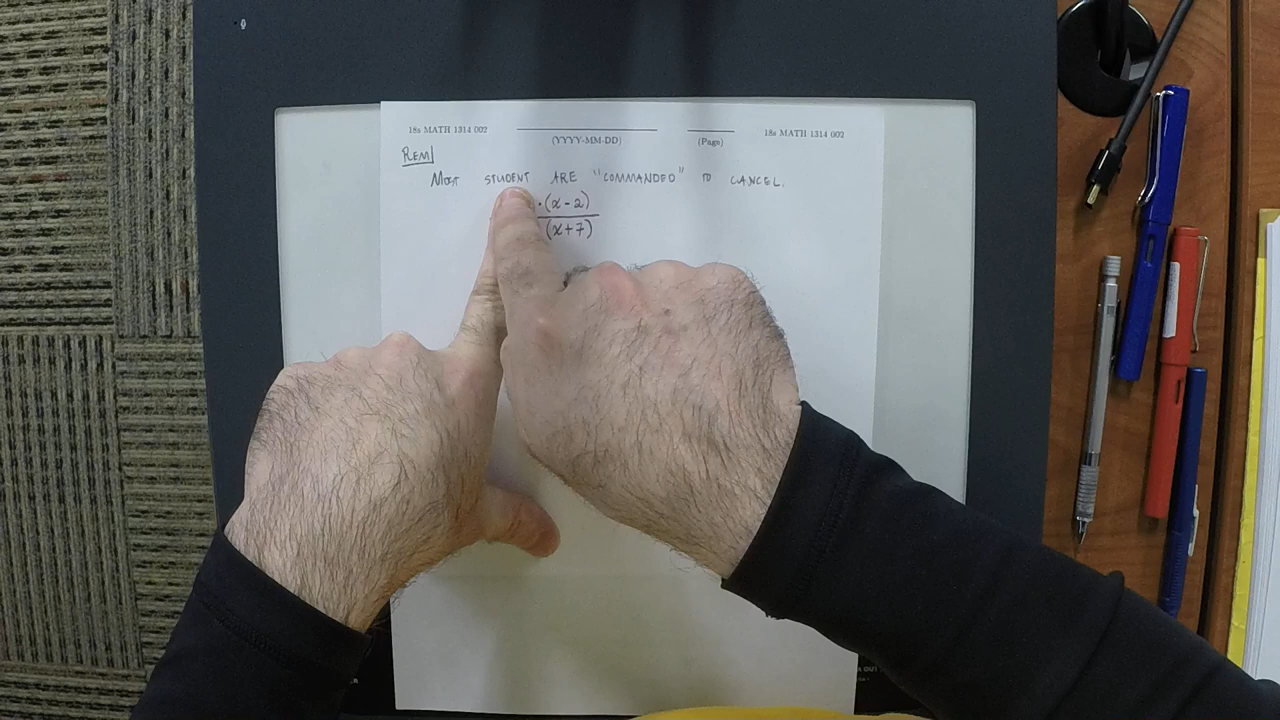 18s MATH 1314 002 (YYYY-MM-DD) (Page) 18s MATH 1314 002
REM
MOST STUDENT ARE "COMMANDED" TO CANCEL.
·(x-2)
(x+7)